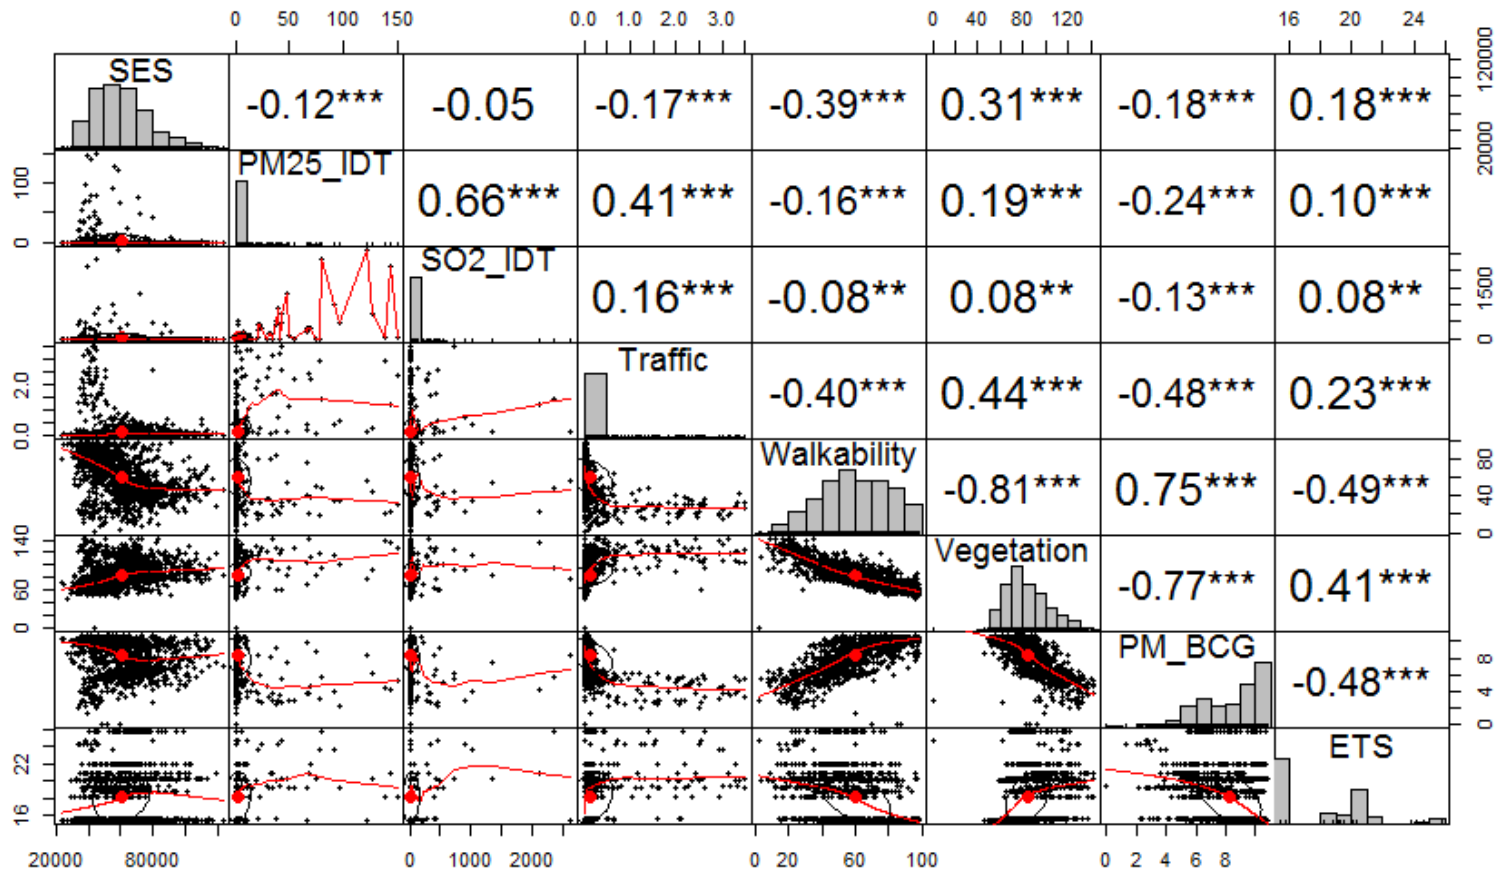 0 50 100 150 0.0 1.0 2.0 3.0 0 40 80 120 16 20 24
SES -0.12*** -0.05 -0.17*** -0.39*** 0.31*** -0.18*** 0.18*** 20000 120000
0 100 PM25_IDT 0.66*** 0.41*** -0.16*** 0.19*** -0.24*** 0.10***
SO2_IDT 0.16*** -0.08** 0.08** -0.13*** 0.08** 0 1500
0.0 2.0 Traffic -0.40*** 0.44*** -0.48*** 0.23***
Walkability -0.81*** 0.75*** -0.49*** 0 40 80
0 60 140 Vegetation -0.77*** 0.41***
PM_BCG -0.48*** 0 4 8
16 22 ETS
20000 80000 0 1000 2000 0 20 60 100 0 2 4 6 8